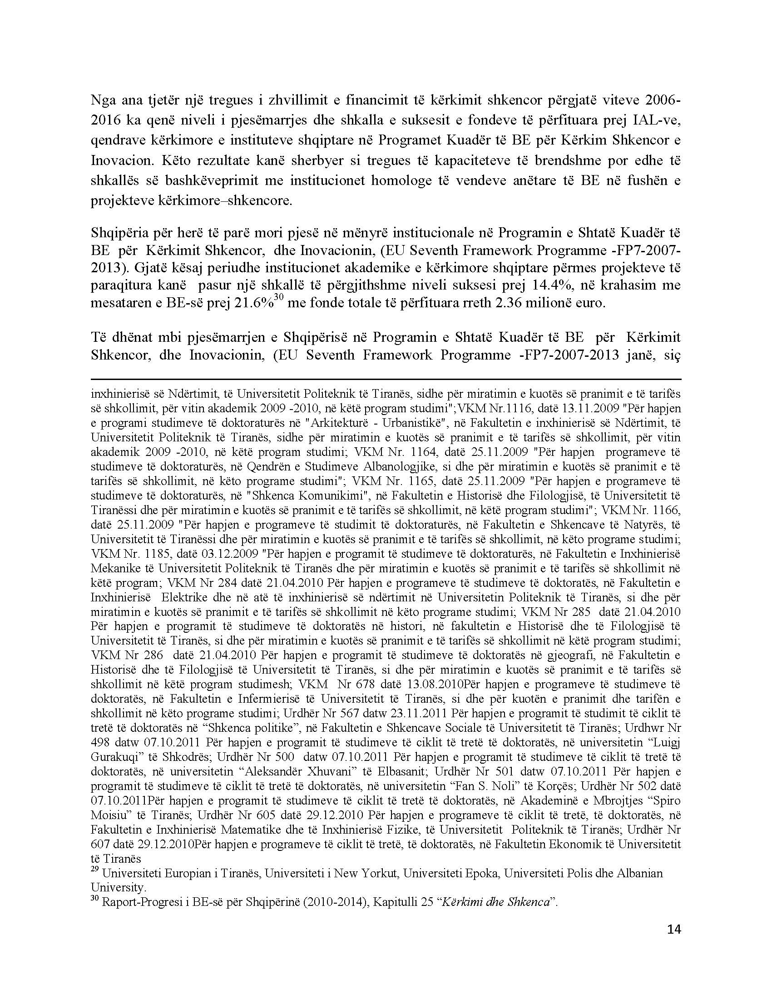 Nga ana tjetër një tregues i zhvillimit e financimit të kërkimit shkencor përgjatë viteve 2006-
2016 ka qenë niveli i pjesëmarrjes dhe shkalla e suksesit e fondeve të përfituara prej IAL-ve,
qendrave kërkimore e instituteve shqiptare në Programet Kuadër të BE për Kërkim Shkencor e
Inovacion. Këto rezultate kanë sherbyer si tregues të kapaciteteve të brendshme por edhe të
shkallës së bashkëveprimit me institucionet homologe të vendeve anëtare të BE në fushën e
projekteve kërkimore–shkencore.
Shqipëria për herë të parë mori pjesë në mënyrë institucionale në Programin e Shtatë Kuadër të
BE për Kërkimit Shkencor, dhe Inovacionin, (EU Seventh Framework Programme -FP7-2007-
2013). Gjatë kësaj periudhe institucionet akademike e kërkimore shqiptare përmes projekteve të
paraqitura kanë pasur një shkallë të përgjithshme niveli suksesi prej 14.4%, në krahasim me
mesataren e BE-së prej 21.6%30 me fonde totale të përfituara rreth 2.36 milionë euro.
Të dhënat mbi pjesëmarrjen e Shqipërisë në Programin e Shtatë Kuadër të BE për Kërkimit
Shkencor, dhe Inovacionin, (EU Seventh Framework Programme -FP7-2007-2013 janë, siç
inxhinierisë së Ndërtimit, të Universitetit Politeknik të Tiranës, sidhe për miratimin e kuotës së pranimit e të tarifës
së shkollimit, për vitin akademik 2009 -2010, në këtë program studimi";VKM Nr.1116, datë 13.11.2009 "Për hapjen
e programi studimeve të doktoraturës në "Arkitekturë - Urbanistikë", në Fakultetin e inxhinierisë së Ndërtimit, të
Universitetit Politeknik të Tiranës, sidhe për miratimin e kuotës së pranimit e të tarifës së shkollimit, për vitin
akademik 2009 -2010, në këtë program studimi; VKM Nr. 1164, datë 25.11.2009 "Për hapjen programeve të
studimeve të doktoraturës, në Qendrën e Studimeve Albanologjike, si dhe për miratimin e kuotës së pranimit e të
tarifës së shkollimit, në këto programe studimi"; VKM Nr. 1165, datë 25.11.2009 "Për hapjen e programeve të
studimeve të doktoraturës, në "Shkenca Komunikimi", në Fakultetin e Historisë dhe Filologjisë, të Universitetit të
Tiranëssi dhe për miratimin e kuotës së pranimit e të tarifës së shkollimit, në këtë program studimi"; VKM Nr. 1166,
datë 25.11.2009 "Për hapjen e programeve të studimit të doktoraturës, në Fakultetin e Shkencave të Natyrës, të
Universitetit të Tiranëssi dhe për miratimin e kuotës së pranimit e të tarifës së shkollimit, në këto programe studimi;
VKM Nr. 1185, datë 03.12.2009 "Për hapjen e programit të studimeve të doktoraturës, në Fakultetin e Inxhinierisë
Mekanike të Universitetit Politeknik të Tiranës dhe për miratimin e kuotës së pranimit e të tarifës së shkollimit në
këtë program; VKM Nr 284 datë 21.04.2010 Për hapjen e programeve të studimeve të doktoratës, në Fakultetin e
Inxhinierisë Elektrike dhe në atë të inxhinierisë së ndërtimit në Universitetin Politeknik të Tiranës, si dhe për
miratimin e kuotës së pranimit e të tarifës së shkollimit në këto programe studimi; VKM Nr 285 datë 21.04.2010
Për hapjen e programit të studimeve të doktoratës në histori, në fakultetin e Historisë dhe të Filologjisë të
Universitetit të Tiranës, si dhe për miratimin e kuotës së pranimit e të tarifës së shkollimit në këtë program studimi;
VKM Nr 286 datë 21.04.2010 Për hapjen e programit të studimeve të doktoratës në gjeografi, në Fakultetin e
Historisë dhe të Filologjisë të Universitetit të Tiranës, si dhe për miratimin e kuotës së pranimit e të tarifës së
shkollimit në këtë program studimesh; VKM Nr 678 datë 13.08.2010Për hapjen e programeve të studimeve të
doktoratës, në Fakultetin e Infermierisë të Universitetit të Tiranës, si dhe për kuotën e pranimit dhe tarifën e
shkollimit në këto programe studimi; Urdhër Nr 567 datw 23.11.2011 Për hapjen e programit të studimit të ciklit të
tretë të doktoratës në “Shkenca politike”, në Fakultetin e Shkencave Sociale të Universitetit të Tiranës; Urdhwr Nr
498 datw 07.10.2011 Për hapjen e programit të studimeve të ciklit të tretë të doktoratës, në universitetin “Luigj
Gurakuqi” të Shkodrës; Urdhër Nr 500 datw 07.10.2011 Për hapjen e programit të studimeve të ciklit të tretë të
doktoratës, në universitetin “Aleksandër Xhuvani” të Elbasanit; Urdhër Nr 501 datw 07.10.2011 Për hapjen e
programit të studimeve të ciklit të tretë të doktoratës, në universitetin “Fan S. Noli” të Korçës; Urdhër Nr 502 datë
07.10.2011Për hapjen e programit të studimeve të ciklit të tretë të doktoratës, në Akademinë e Mbrojtjes “Spiro
Moisiu” të Tiranës; Urdhër Nr 605 datë 29.12.2010 Për hapjen e programeve të ciklit të tretë, të doktoratës, në
Fakultetin e Inxhinierisë Matematike dhe të Inxhinierisë Fizike, të Universitetit Politeknik të Tiranës; Urdhër Nr
607 datë 29.12.2010Për hapjen e programeve të ciklit të tretë, të doktoratës, në Fakultetin Ekonomik të Universitetit
të Tiranës
29 Universiteti Europian i Tiranës, Universiteti i New Yorkut, Universiteti Epoka, Universiteti Polis dhe Albanian
University.
30 Raport-Progresi i BE-së për Shqipërinë (2010-2014), Kapitulli 25 “Kërkimi dhe Shkenca”.
14